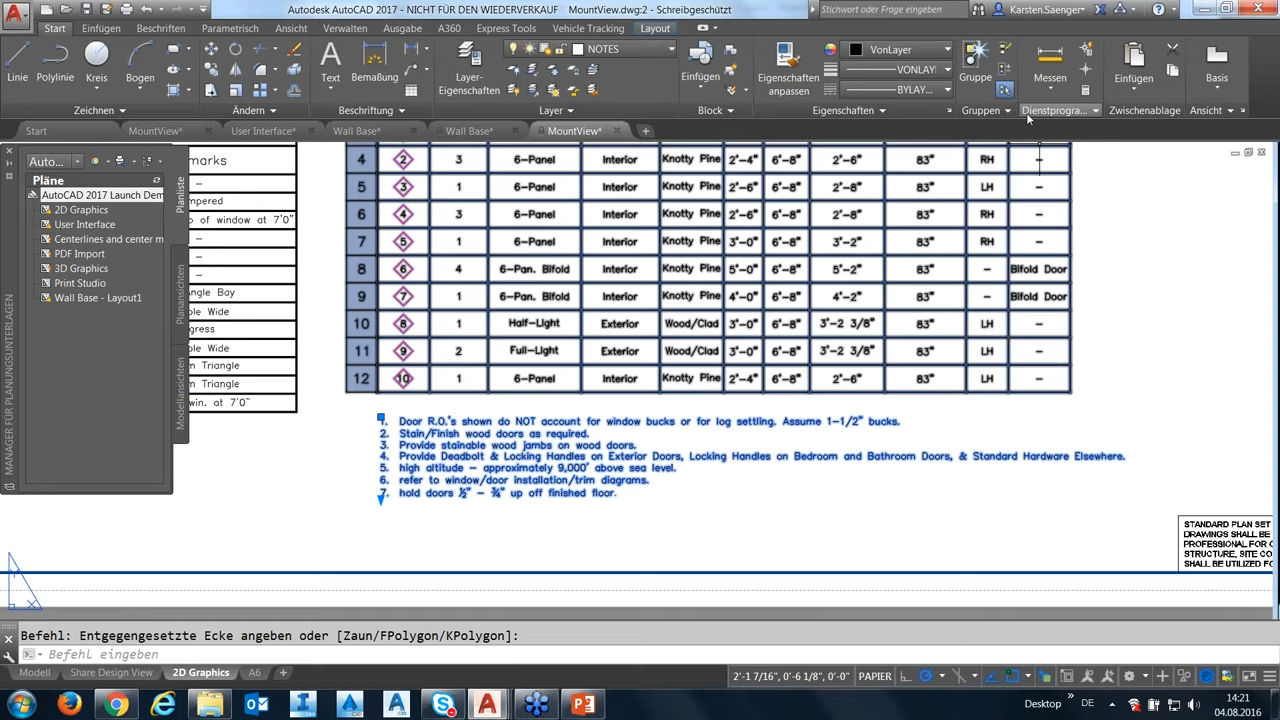 Autodesk AutoCAD 2017 - NICHT FÜR DEN WIEDERVERKAUF MountView.dwg:2 - Schreibgeschützt
Stichwort oder Frage eingeben
Karsten.Saenger
Start Einfügen Beschriften Parametrisch Ansicht Verwalten Ausgabe A360 Express Tools Vehicle Tracking Layout
Linie Polylinie Kreis Bogen
Text Bemaßung
Layer-
Eigenschaften
NOTES
Einfügen
Eigenschaften
anpassen
VonLayer
VONLAY
BYLAY...
Gruppe
Messen
Einfügen
Basis
Zeichnen Ändern Beschriftung Layer Block Eigenschaften Gruppen Dienstprogra... Zwischenablage Ansicht
Start MountView* User Interface* Wall Base* Wall Base* MountView*
Auto...
Pläne
AutoCAD 2017 Launch Dem
2D Graphics
User Interface
Centerlines and center m
PDF Import
3D Graphics
Print Studio
Wall Base - Layout1
Planliste
Planansichten
Modellansichten
MANAGER FÜR PLANUNGSUNTERLAGEN
marks
–
mpered
p of window at 7'0"
–
–
–
ngle Bay
le Wide
gress
le Wide
m Triangle
m Triangle
win. at 7'0"
4 2 3 6-Panel Interior Knotty Pine 2'-4" 6'-8" 2'-6" 83" RH –
5 3 1 6-Panel Interior Knotty Pine 2'-6" 6'-8" 2'-8" 83" LH –
6 4 3 6-Panel Interior Knotty Pine 2'-6" 6'-8" 2'-8" 83" RH –
7 5 1 6-Panel Interior Knotty Pine 3'-0" 6'-8" 3'-2" 83" RH –
8 6 4 6-Pan. Bifold Interior Knotty Pine 5'-0" 6'-8" 5'-2" 83" – Bifold Door
9 7 1 6-Pan. Bifold Interior Knotty Pine 4'-0" 6'-8" 4'-2" 83" – Bifold Door
10 8 1 Half-Light Exterior Wood/Clad 3'-0" 6'-8" 3'-2 3/8" 83" LH –
11 9 2 Full-Light Exterior Wood/Clad 3'-0" 6'-8" 3'-2 3/8" 83" LH –
12 10 1 6-Panel Interior Knotty Pine 2'-4" 6'-8" 2'-6" 83" LH –
1. Door R.O.'s shown do NOT account for window bucks or for log settling. Assume 1-1/2" bucks.
2. Stain/Finish wood doors as required.
3. Provide stainable wood jambs on wood doors.
4. Provide Deadbolt & Locking Handles on Exterior Doors, Locking Handles on Bedroom and Bathroom Doors, & Standard Hardware Elsewhere.
5. high altitude – approximately 9,000' above sea level.
6. refer to window/door installation/trim diagrams.
7. hold doors ½" – ¾" up off finished floor.
STANDARD PLAN SET
DRAWINGS SHALL BE
PROFESSIONAL FOR
STRUCTURE, SITE CO
SHALL BE UTILIZED FO
Befehl: Entgegengesetzte Ecke angeben oder [Zaun/FPolygon/KPolygon]:
Befehl eingeben
Modell Share Design View 2D Graphics A6
2'-1 7/16", 0'-6 1/8", 0'-0" PAPIER
Desktop DE
14:21
04.08.2016